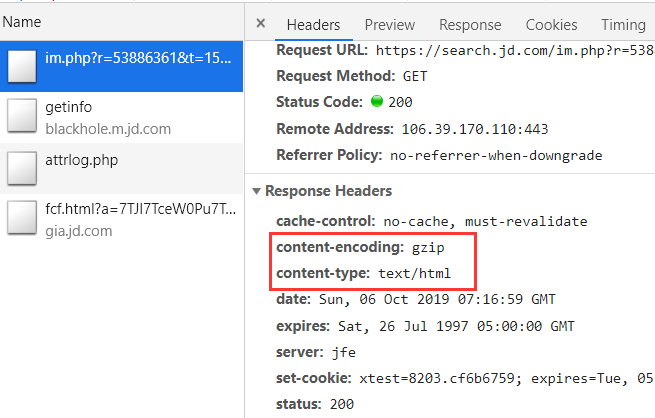 Name
× Headers Preview Response Cookies Timing
im.php?r=53886361&t=15...
getinfo
blackhole.m.jd.com
attrlog.php
fcf.html?a=7TJI7TceW0Pu7T...
gia.jd.com
Request URL: https://search.jd.com/im.php?r=538
Request Method: GET
Status Code: 200
Remote Address: 106.39.170.110:443
Referrer Policy: no-referrer-when-downgrade
▼ Response Headers
cache-control: no-cache, must-revalidate
content-encoding: gzip
content-type: text/html
date: Sun, 06 Oct 2019 07:16:59 GMT
expires: Sat, 26 Jul 1997 05:00:00 GMT
server: jfe
set-cookie: xtest=8203.cf6b6759; expires=Tue, 05
status: 200